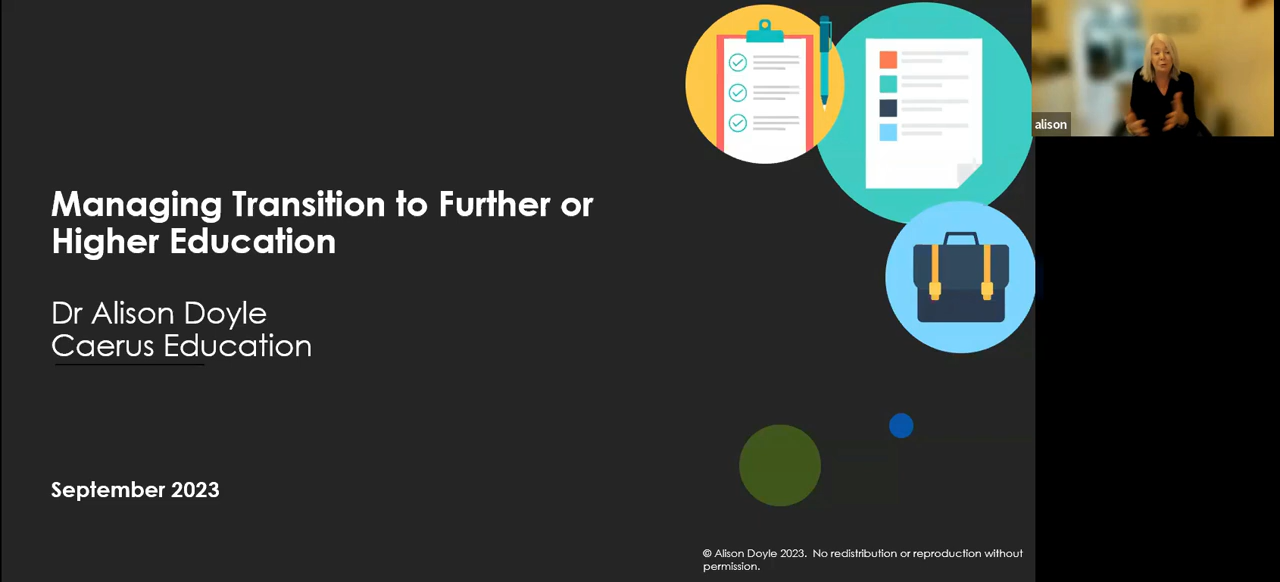 Managing Transition to Further or
Higher Education
Dr Alison Doyle
Caerus Education
September 2023
© Alison Doyle 2023.  No redistribution or reproduction without
permission.
alison